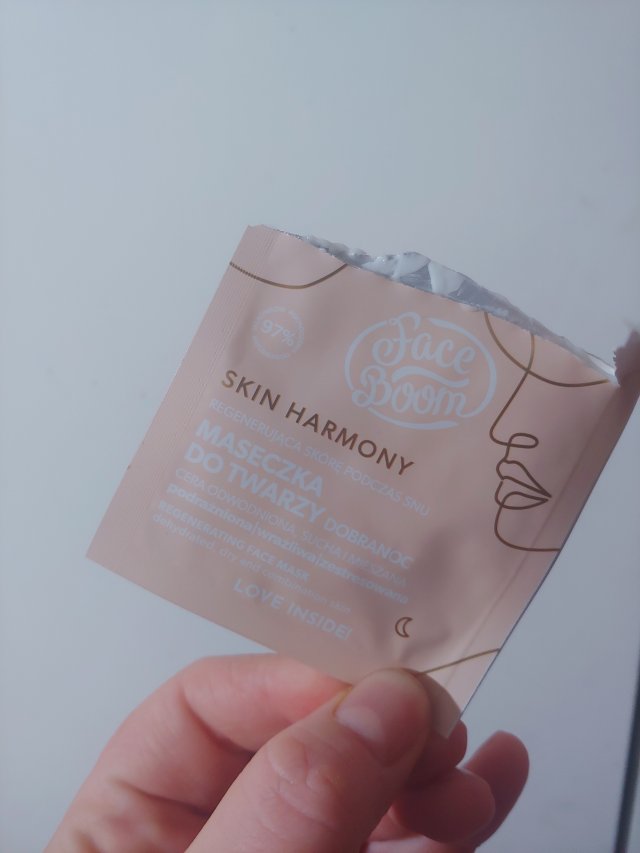 97%
Face
Boom
SKIN HARMONY
REGENERUJĄCA SKÓRĘ PODCZAS SNU
MASECZKA
DO TWARZY DOBRANOC
CERA ODWODNIONA, SUCHA I MIESZANA
podrażniona|wrażliwa|zestresowana
REGENERATING FACE MASK
dehydrated, dry and combination skin
LOVE INSIDE!